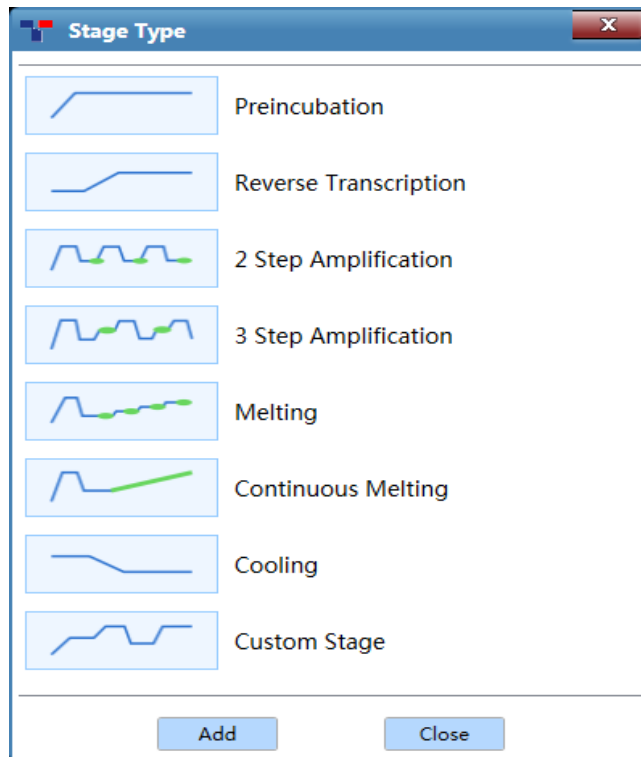 Stage Type
Preincubation
Reverse Transcription
2 Step Amplification
3 Step Amplification
Melting
Continuous Melting
Cooling
Custom Stage
Add Close